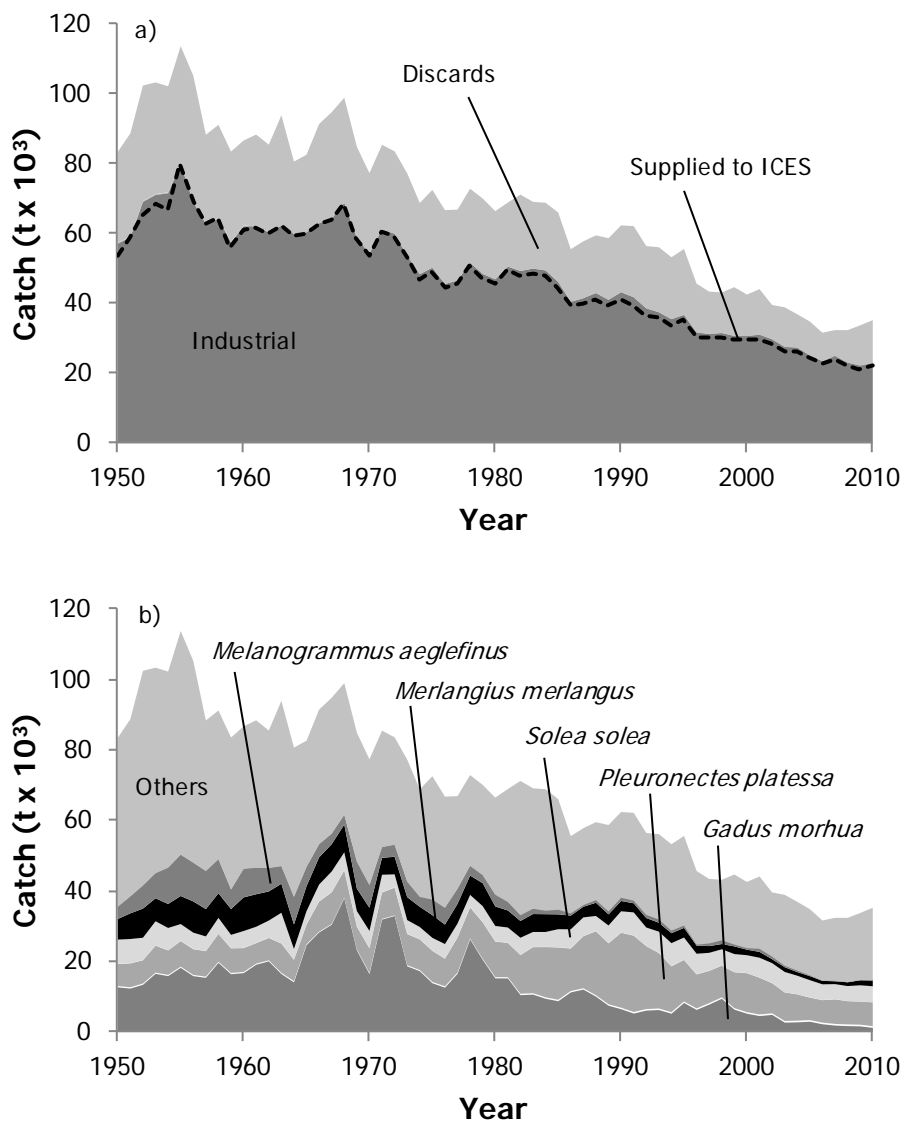 120
a)
100
Discards
80
Supplied to ICES
60
40
Industrial
20
0
Catch (t x 10³)
1950 1960 1970 1980 1990 2000 2010
Year
120
b)
Melanogrammus aeglefinus
100
Merlangius merlangus
Solea solea
80
Pleuronectes platessa
Others
60
Gadus morhua
40
20
0
Catch (t x 10³)
1950 1960 1970 1980 1990 2000 2010
Year